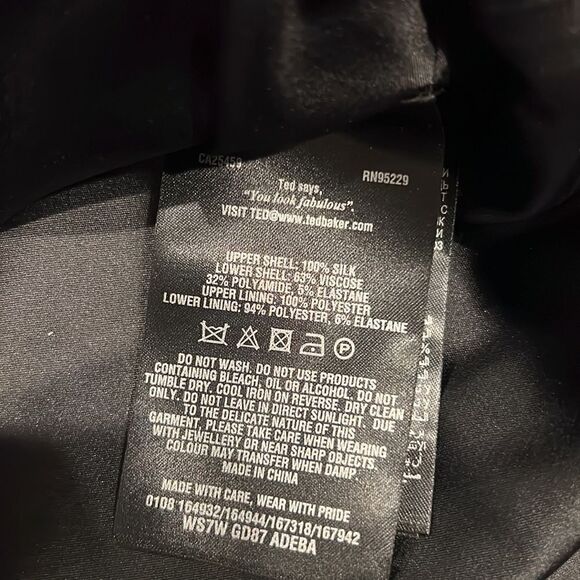 CA25459 RN95229
Ted says,
"You look fabulous".
VISIT TED@www.tedbaker.com
UPPER SHELL: 100% SILK
LOWER SHELL: 63% VISCOSE
32% POLYAMIDE, 5% ELASTANE
UPPER LINING: 100% POLYESTER
LOWER LINING: 94% POLYESTER, 6% ELASTANE
P
DO NOT WASH. DO NOT USE PRODUCTS
CONTAINING BLEACH, OIL OR ALCOHOL. DO NOT
TUMBLE DRY. COOL IRON ON REVERSE. DRY CLEAN
ONLY. DO NOT LEAVE IN DIRECT SUNLIGHT. DUE
TO THE DELICATE NATURE OF THIS
GARMENT, PLEASE TAKE CARE WHEN WEARING
WITH JEWELLERY OR NEAR SHARP OBJECTS.
COLOUR MAY TRANSFER WHEN DAMP.
MADE IN CHINA
MADE WITH CARE, WEAR WITH PRIDE
0108 164932/164944/167318/167942
WS7W GD87 ADEBA